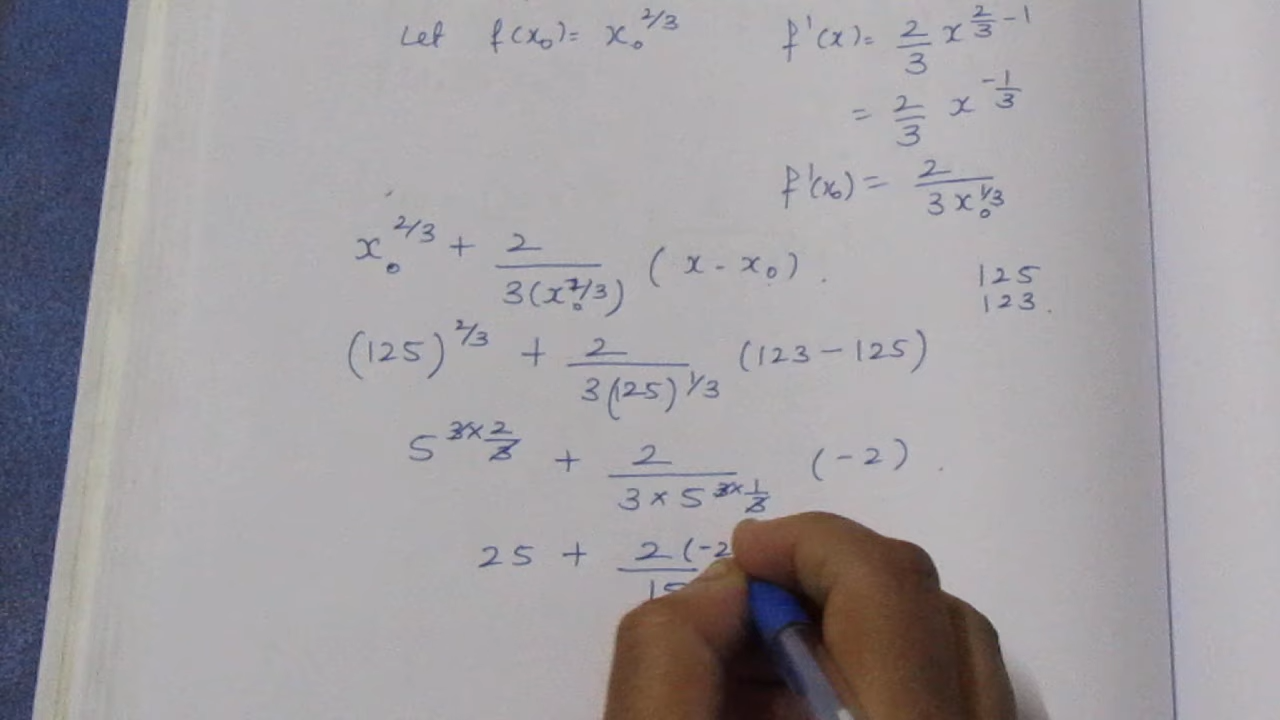 Let f(x₀) = x₀^2/3
f'(x) = 2/3 x^(2/3 - 1)
= 2/3 x^(-1/3)
f'(x₀) = 2/(3x₀^1/3)
x₀^2/3 + 2/(3(x₀^1/3)) (x - x₀).
125
123.
(125)^2/3 + 2/(3(125)^1/3) (123 - 125)
5^(3×2/3) + 2/(3×5^(3×1/3)) (-2).
25 + 2(-2/15